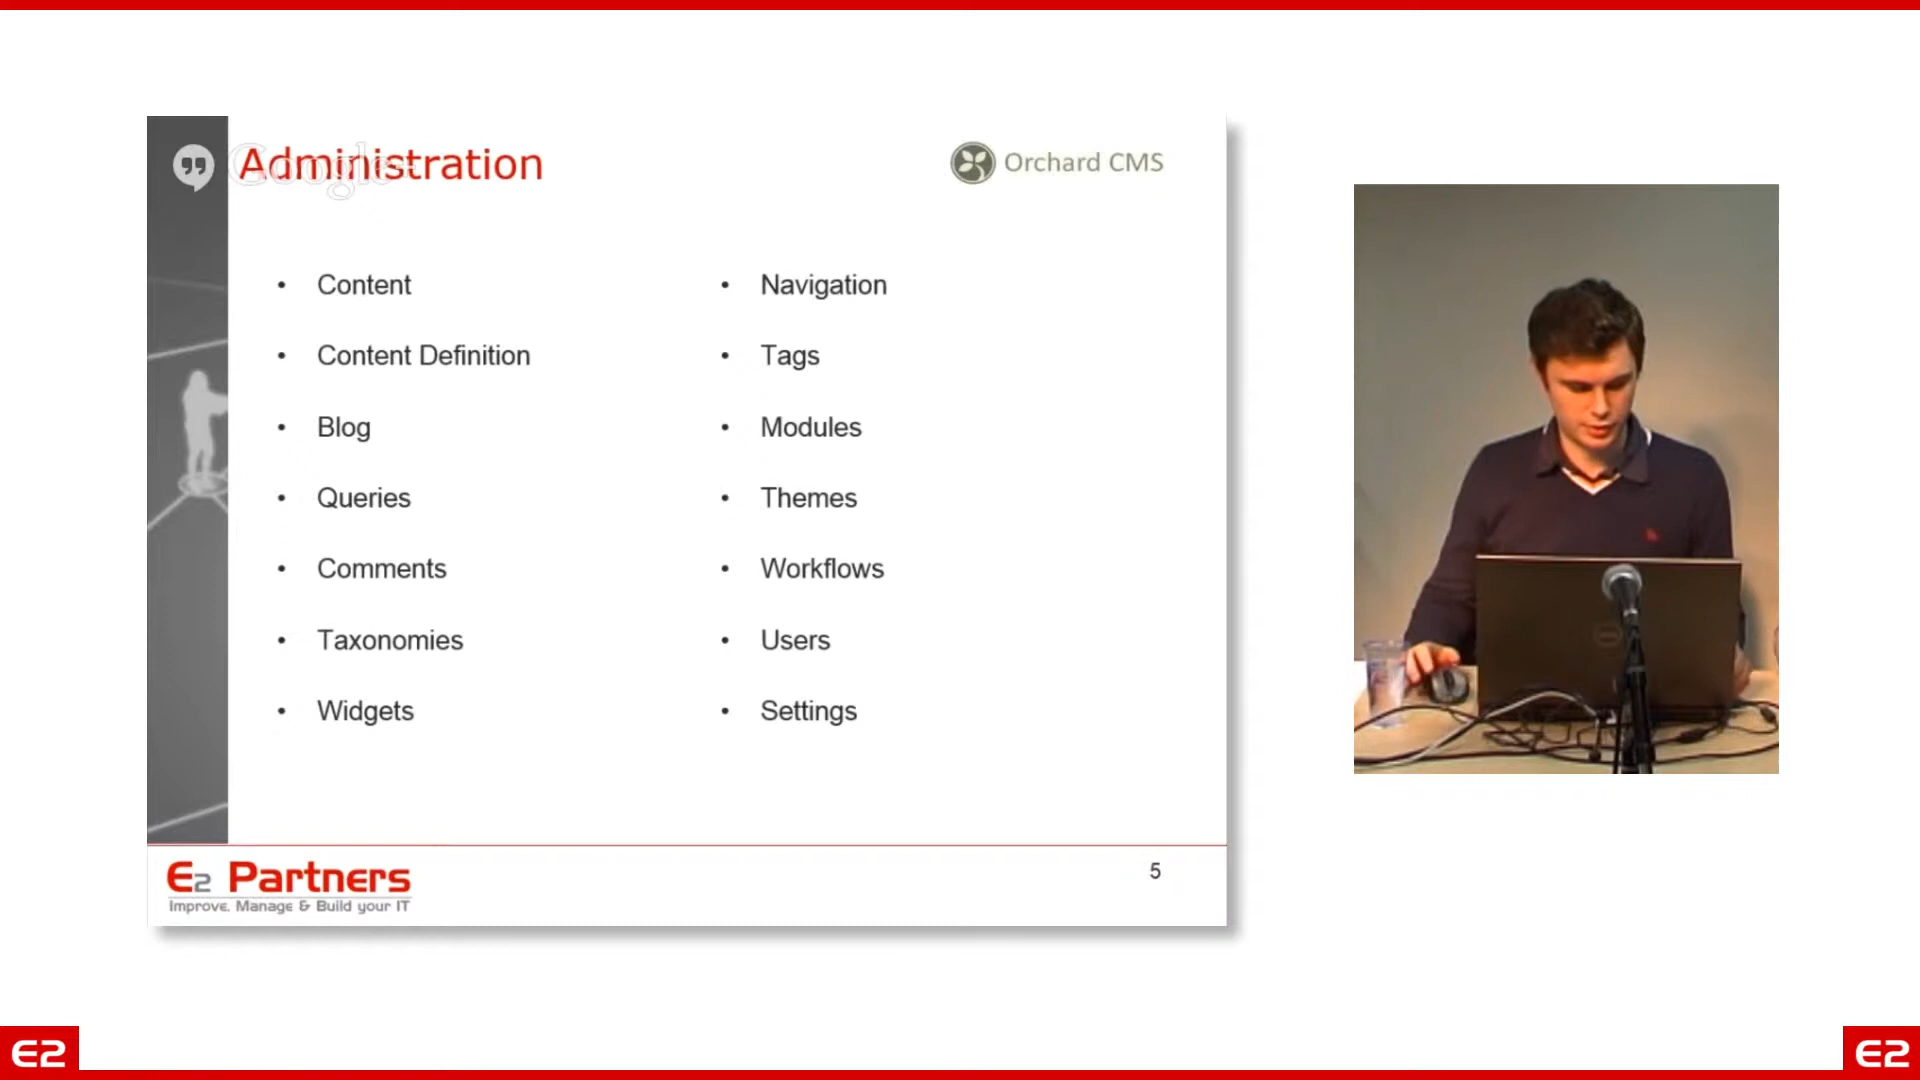 Google+
Administration
Orchard CMS
• Content
• Content Definition
• Blog
• Queries
• Comments
• Taxonomies
• Widgets
• Navigation
• Tags
• Modules
• Themes
• Workflows
• Users
• Settings
E2 Partners
Improve. Manage & Build your IT
5
E2
E2